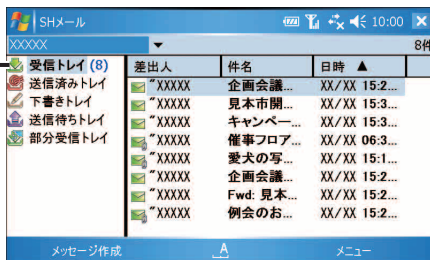 SHメール 10:00
XXXXX 8件
受信トレイ (8)
送信済みトレイ
下書きトレイ
送信待ちトレイ
部分受信トレイ
差出人 件名 日時 ▲
"XXXXX 企画会議... XX/XX 15:2...
"XXXXX 見本市開... XX/XX 15:3...
"XXXXX キャンペー... XX/XX 15:3...
"XXXXX 催事フロア... XX/XX 06:3...
"XXXXX 愛犬の写... XX/XX 15:1...
"XXXXX 企画会議... XX/XX 15:2...
"XXXXX Fwd: 見本... XX/XX 15:2...
"XXXXX 例会のお... XX/XX 15:2...
メッセージ作成 A メニュー